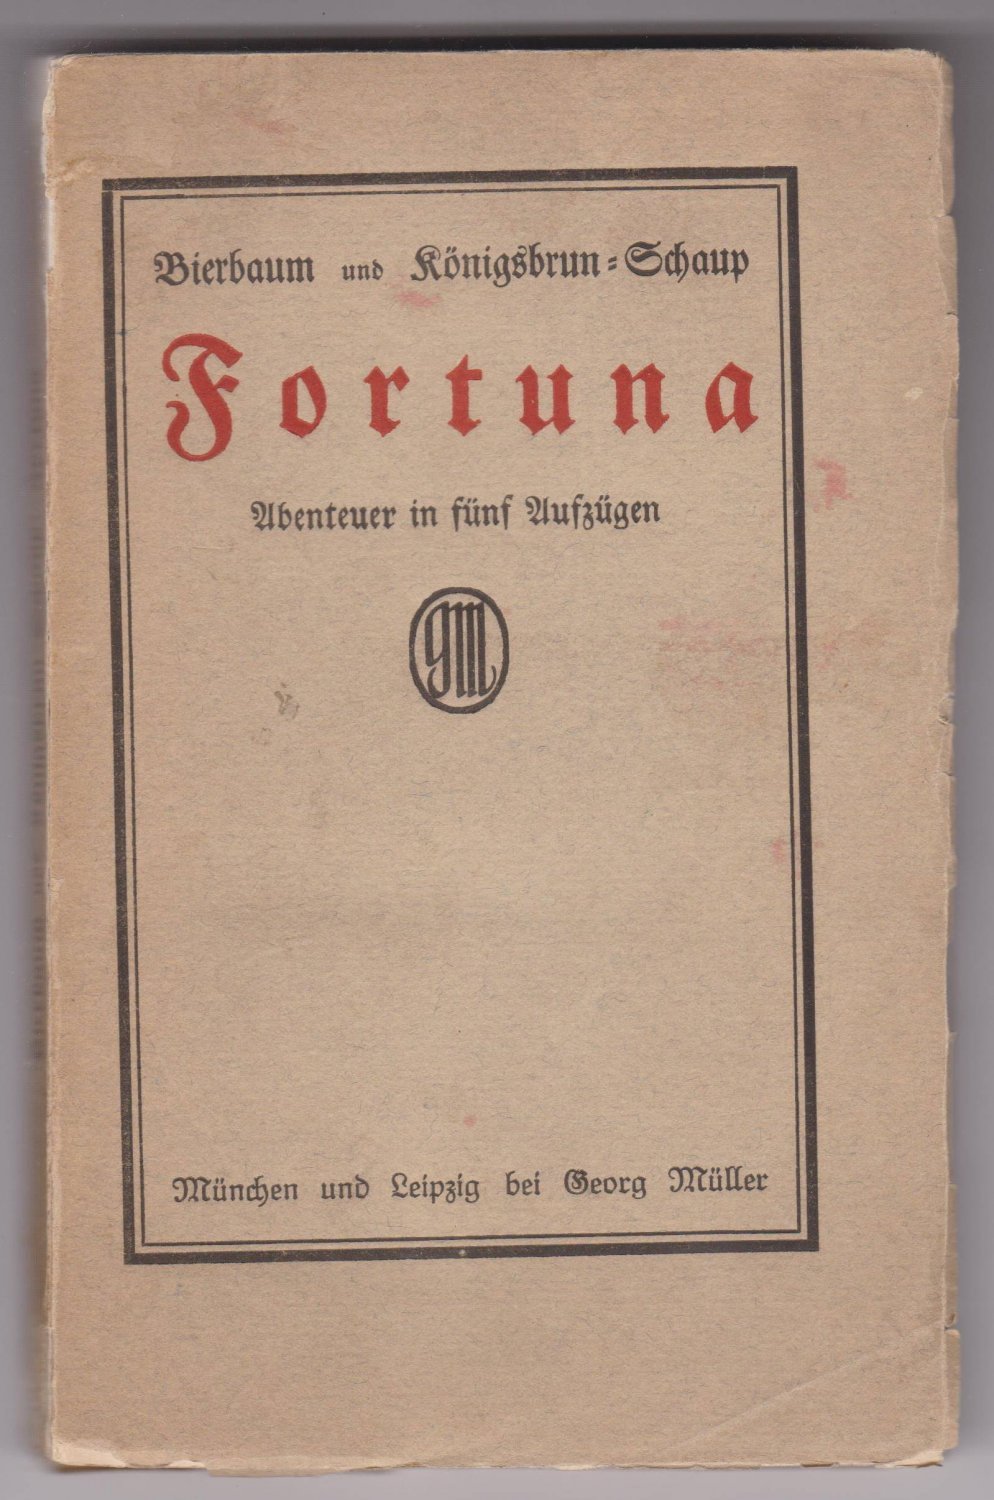 Bierbaum und Königsbrun-Schaup
Fortuna
Abenteuer in fünf Aufzügen
GM
München und Leipzig bei Georg Müller